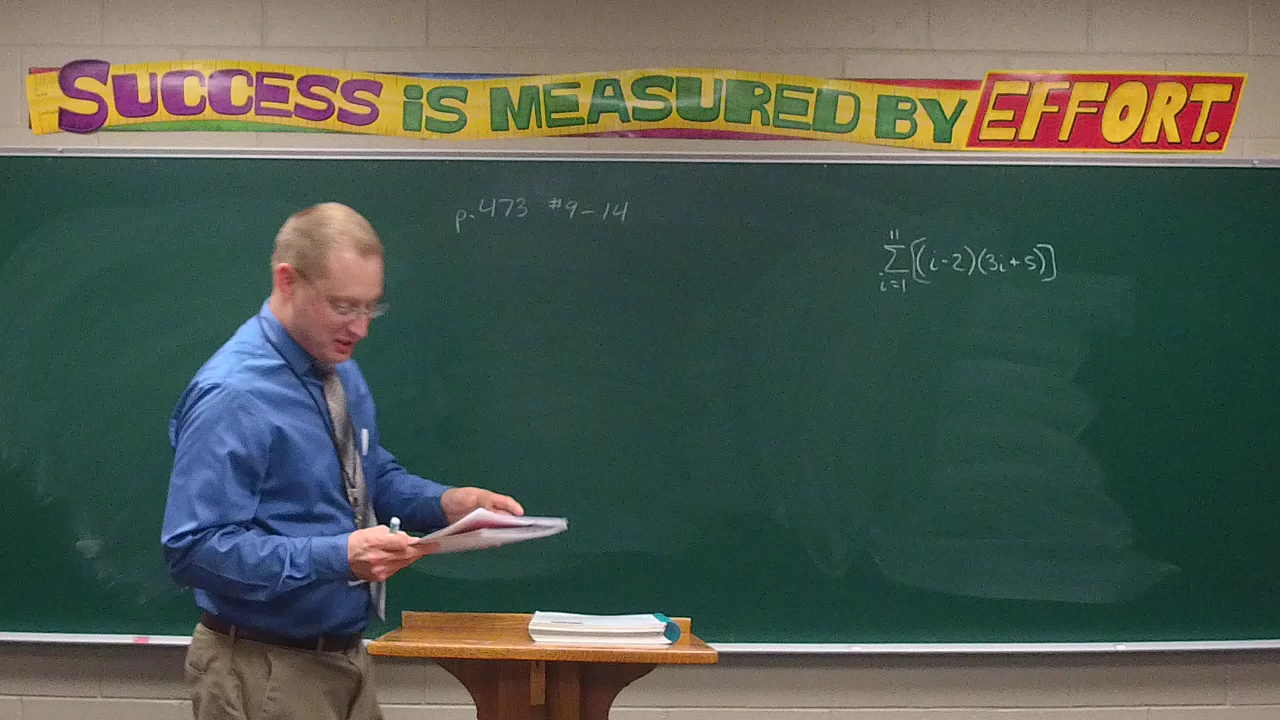 SUCCESS iS MEASURED BY EFFORT.
p.473 #9-14
11
∑[(i-2)(3i+5)]
i=1